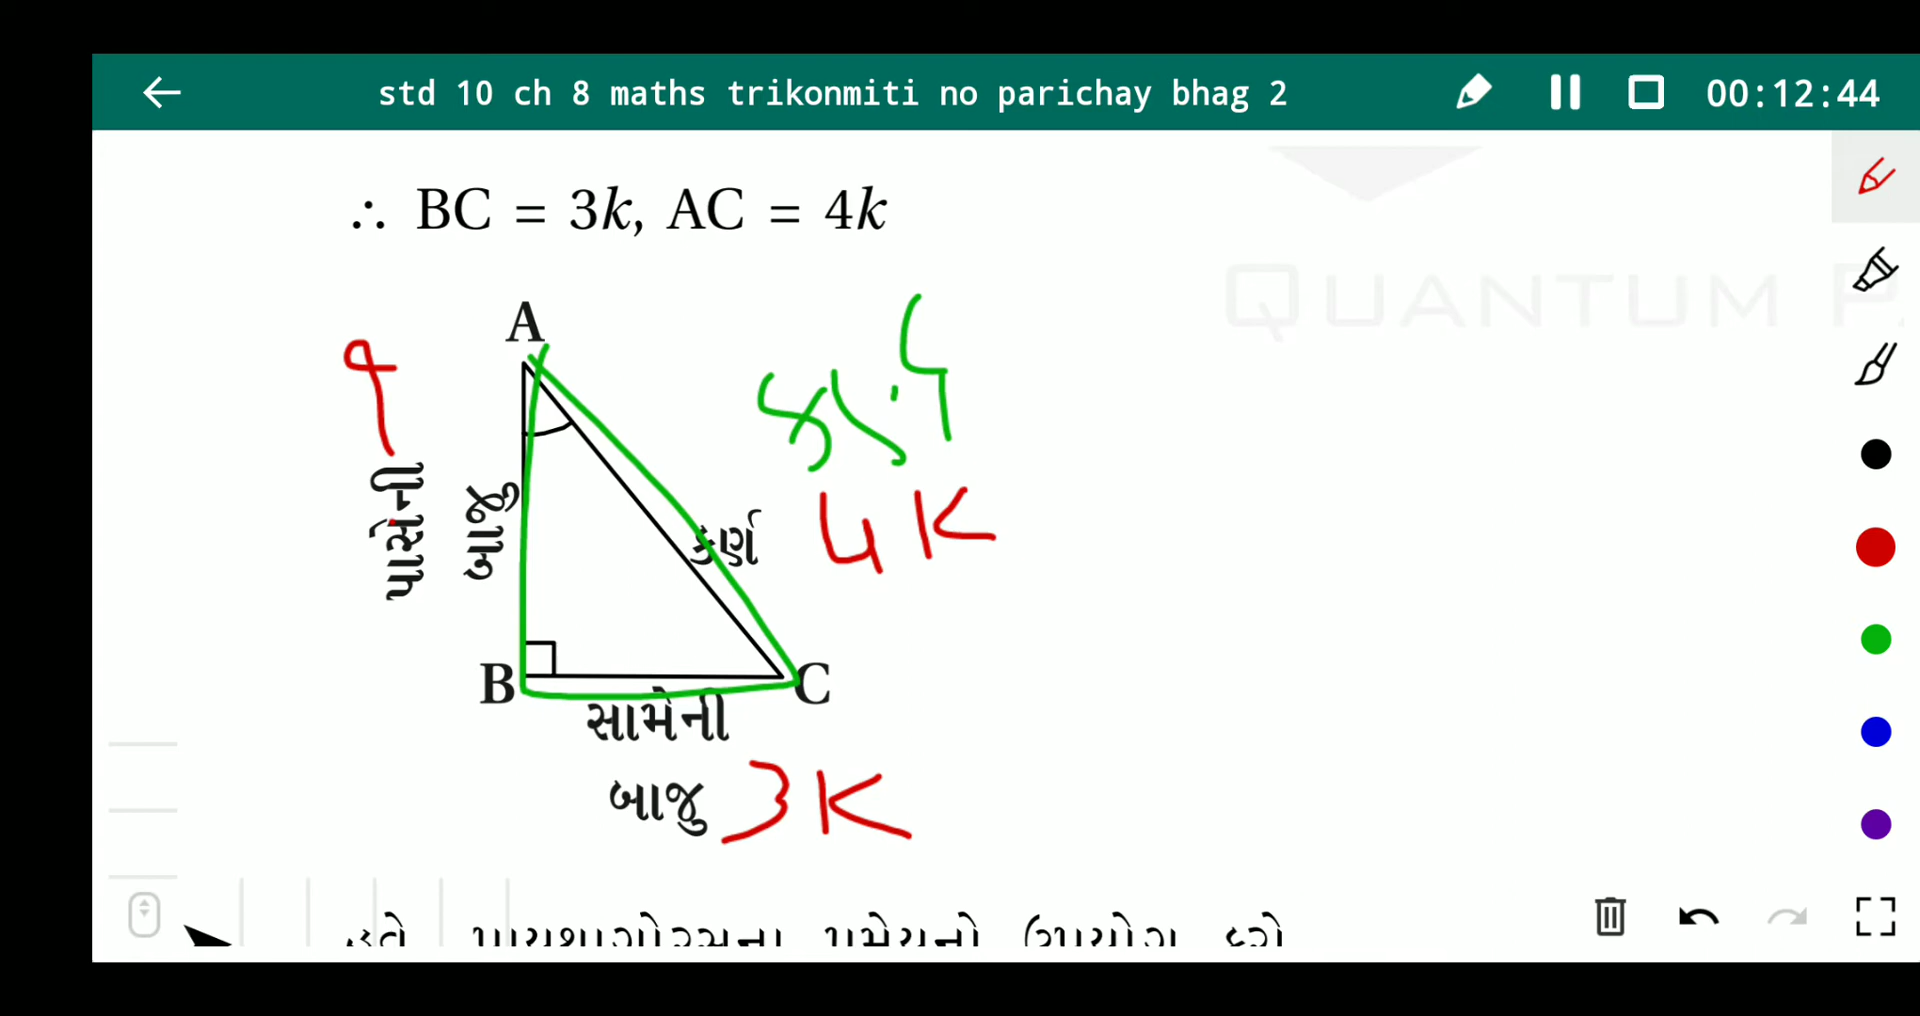 std 10 ch 8 maths trikonmiti no parichay bhag 2
00:12:44
∴ BC = 3k, AC = 4k
QUANTUM
A
પાસેની
બાજુ
કર્ણ
4K
B
C
સામેની
બાજુ 3K